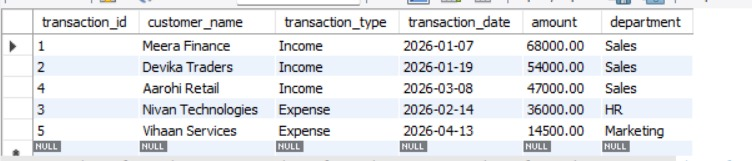 transaction_id customer_name transaction_type transaction_date amount department
1 Meera Finance Income 2026-01-07 68000.00 Sales
2 Devika Traders Income 2026-01-19 54000.00 Sales
4 Aarohi Retail Income 2026-03-08 47000.00 Sales
3 Nivan Technologies Expense 2026-02-14 36000.00 HR
5 Vihaan Services Expense 2026-04-13 14500.00 Marketing
NULL NULL NULL NULL NULL NULL